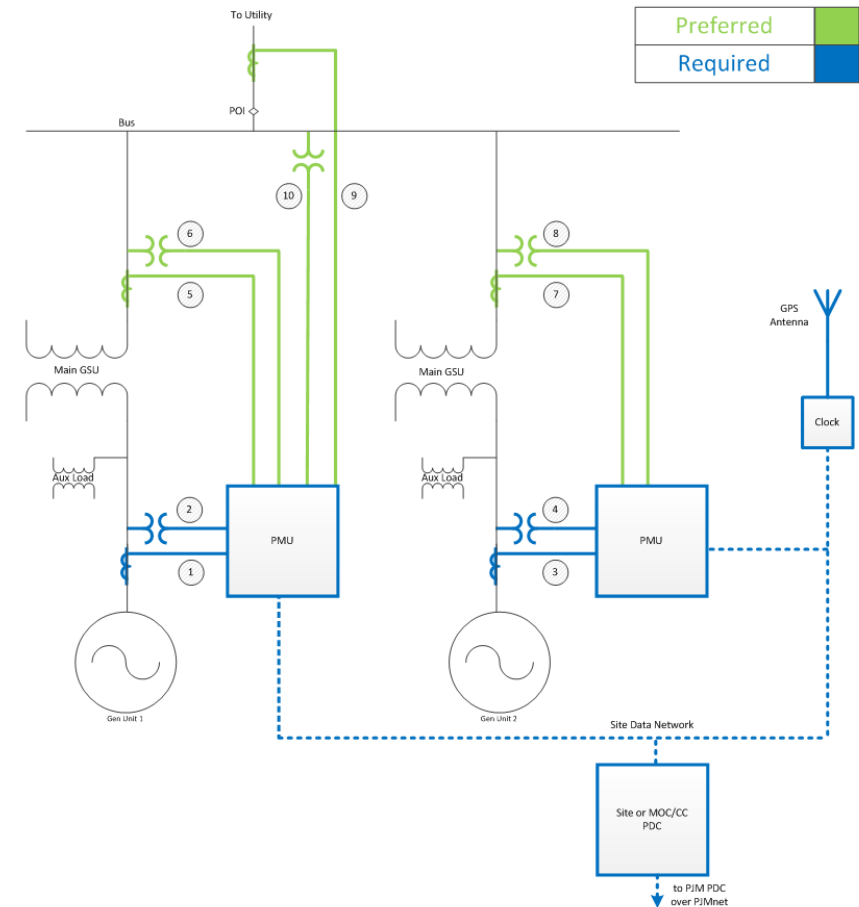 To Utility
Preferred
Required
POI
Bus
10
9
6
8
5
7
GPS
Antenna
Main GSU
Main GSU
Clock
Aux Load
Aux Load
2
4
PMU
PMU
1
3
Gen Unit 1
Gen Unit 2
Site Data Network
Site or MOC/CC
PDC
to PJM PDC
over PJMnet